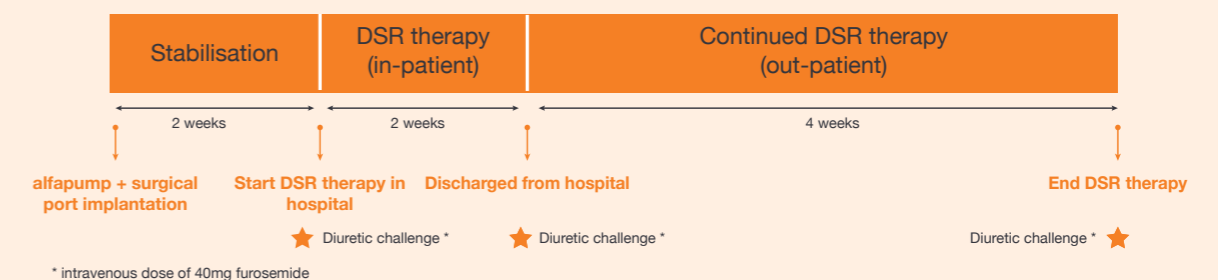 Stabilisation
DSR therapy
(in-patient)
Continued DSR therapy
(out-patient)
2 weeks
2 weeks
4 weeks
alfapump + surgical
port implantation
Start DSR therapy in
hospital
Discharged from hospital
End DSR therapy
Diuretic challenge *
Diuretic challenge *
Diuretic challenge *
* intravenous dose of 40mg furosemide